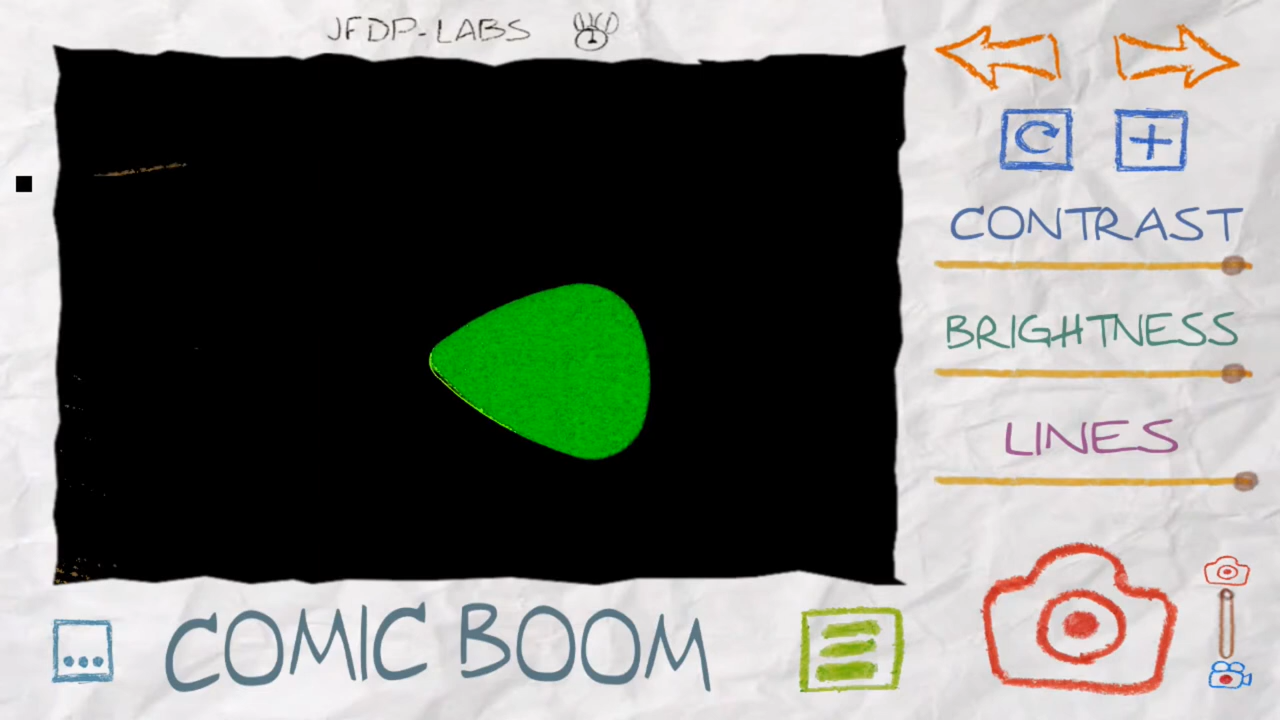 JFDP-LABS
CONTRAST
BRIGHTNESS
LINES
COMIC BOOM